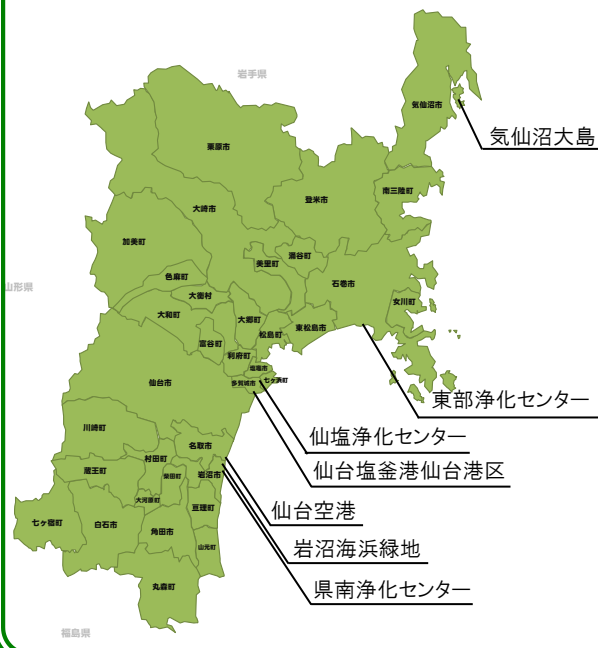 岩手県
気仙沼市
気仙沼大島
栗原市
登米市
南三陸町
大崎市
加美町
涌谷町
美里町
色麻町
石巻市
山形県
大衡村
女川町
大和町
大郷町
東松島市
松島町
富谷町
利府町
塩竈市
仙台市
多賀城市
七ヶ浜町
東部浄化センター
川崎町
仙塩浄化センター
名取市
村田町
仙台塩釜港仙台港区
蔵王町
柴田町
岩沼市
大河原町
亘理町
仙台空港
七ヶ宿町
白石市
角田市
山元町
岩沼海浜緑地
丸森町
県南浄化センター
福島県